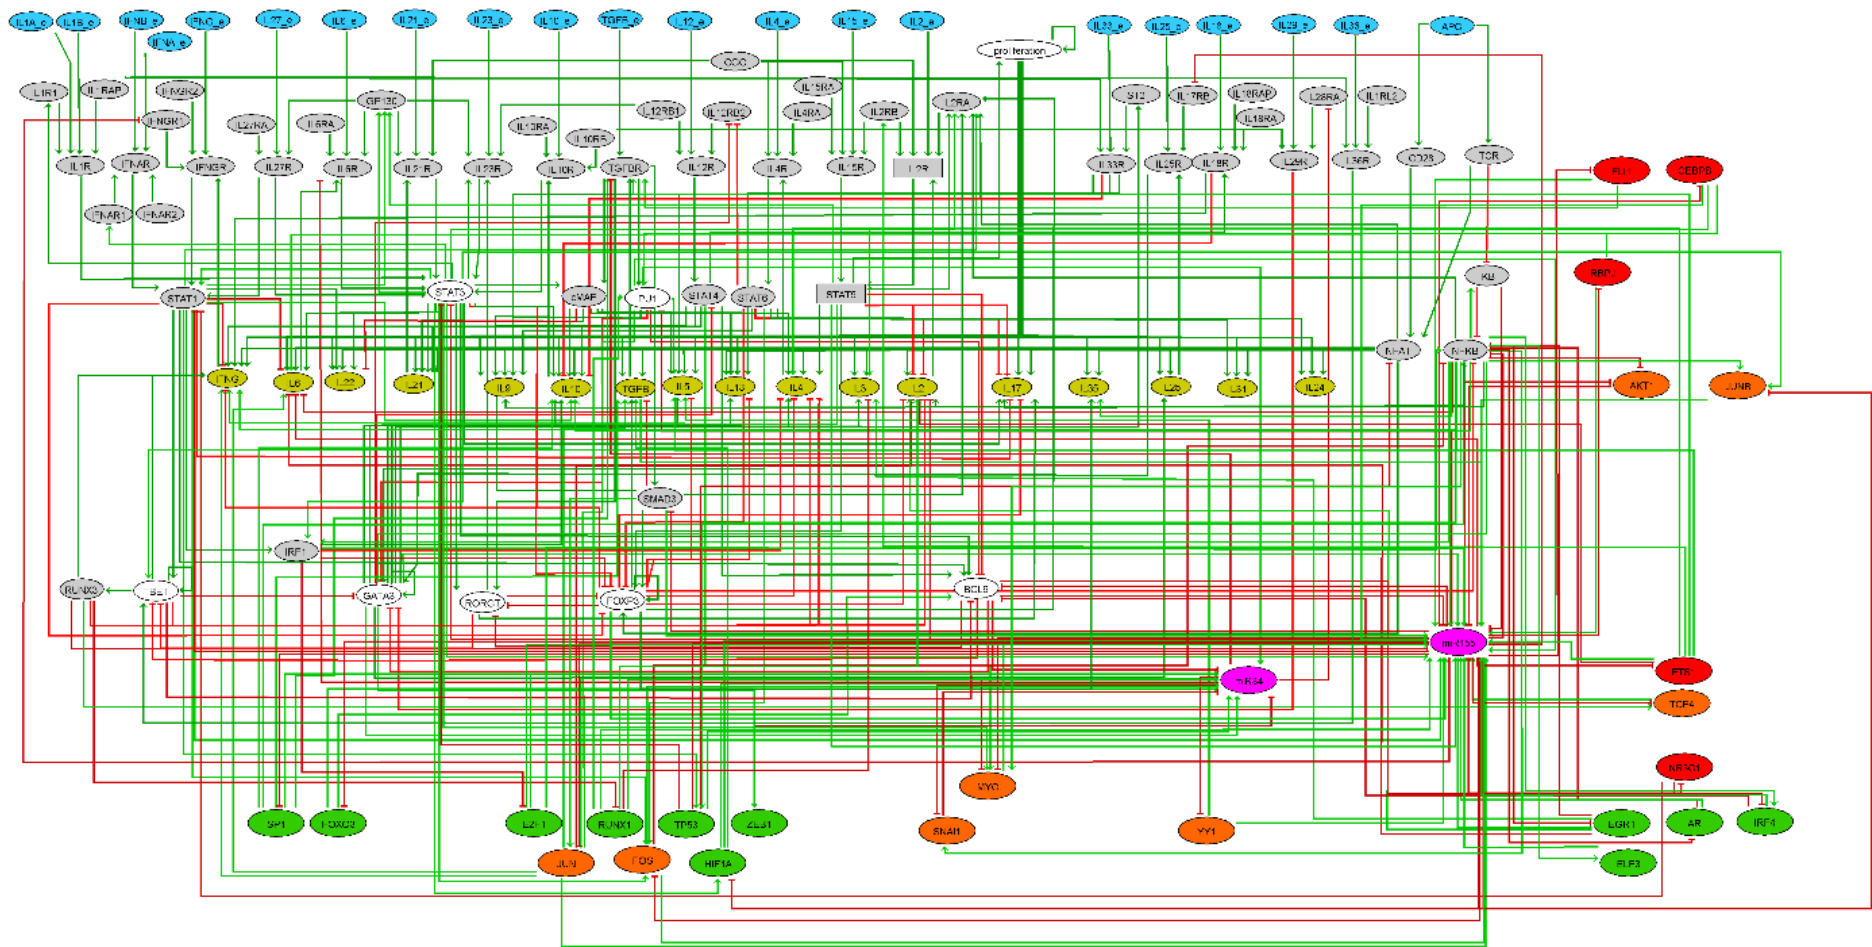 IL1A_e IL1B_e IFNB_e IFNG_e IL27_e IL6_e IL21_e IL23_e IL10_e TGFB_e IL12_e IL4_e IL15_e IL2_e IL33_e IL25_e IL18_e IL29_e IL36_e APC
IFNA_e
proliferation
CGC
IL1R1 IL1RAP IFNGR2 GP130 IL15RA IL2RA ST2 IL17RB IL18RAP IL28RA IL1RL2
IFNGR1 IL27RA IL6RA IL10RA IL10RB IL12RB1 IL12RB2 IL4RA IL2RB IL18RA
IL1R IFNAR IFNGR IL27R IL6R IL21R IL23R IL10R TGFBR IL12R IL4R IL15R IL2R IL33R IL25R IL18R IL29R IL36R CD28 TCR FLI1 CEBPB
IFNAR1 IFNAR2
IKB RBPJ
STAT1 STAT3 cMAF PU1 STAT4 STAT6 STAT5
NFAT NFKB
IFNG IL6 IL22 IL21 IL9 IL10 TGFB IL5 IL13 IL4 IL3 IL2 IL17 IL35 IL25 IL31 IL24 AKT1 JUNB
SMAD3
IRF1
RUNX3 TBET GATA3 RORGT FOXP3 BCL6
miR155
miR34 ETS1
TCF4
NR3C1
MYC
SP1 FOXO3 E2F1 RUNX1 TP53 ZEB1 SNAI1 YY1 EGR1 AR IRF4
JUN FOS HIF1A ELF3